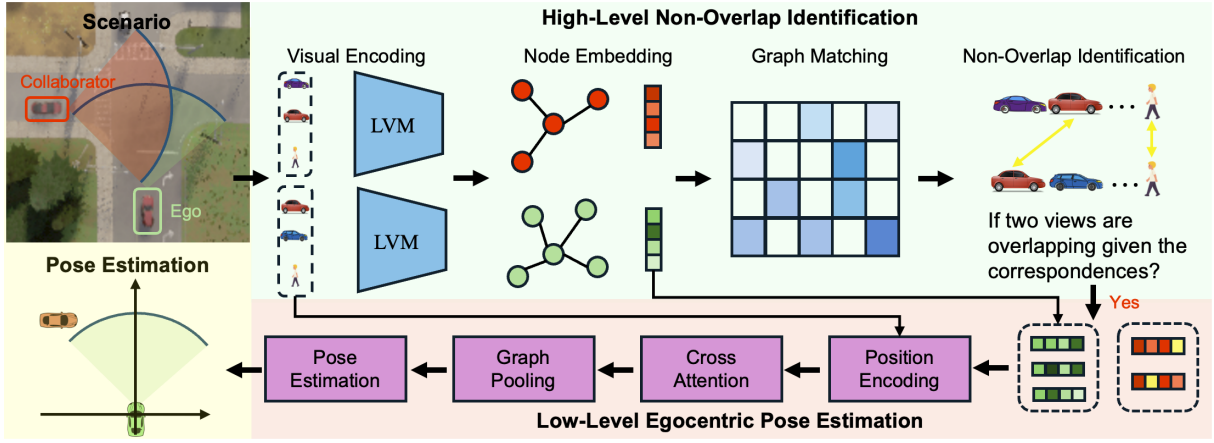 Scenario
Collaborator
Ego
High-Level Non-Overlap Identification
Visual Encoding
Node Embedding
Graph Matching
Non-Overlap Identification
LVM
LVM
If two views are
overlapping given the
correspondences?
Yes
Pose Estimation
Pose
Estimation
Graph
Pooling
Cross
Attention
Position
Encoding
Low-Level Egocentric Pose Estimation